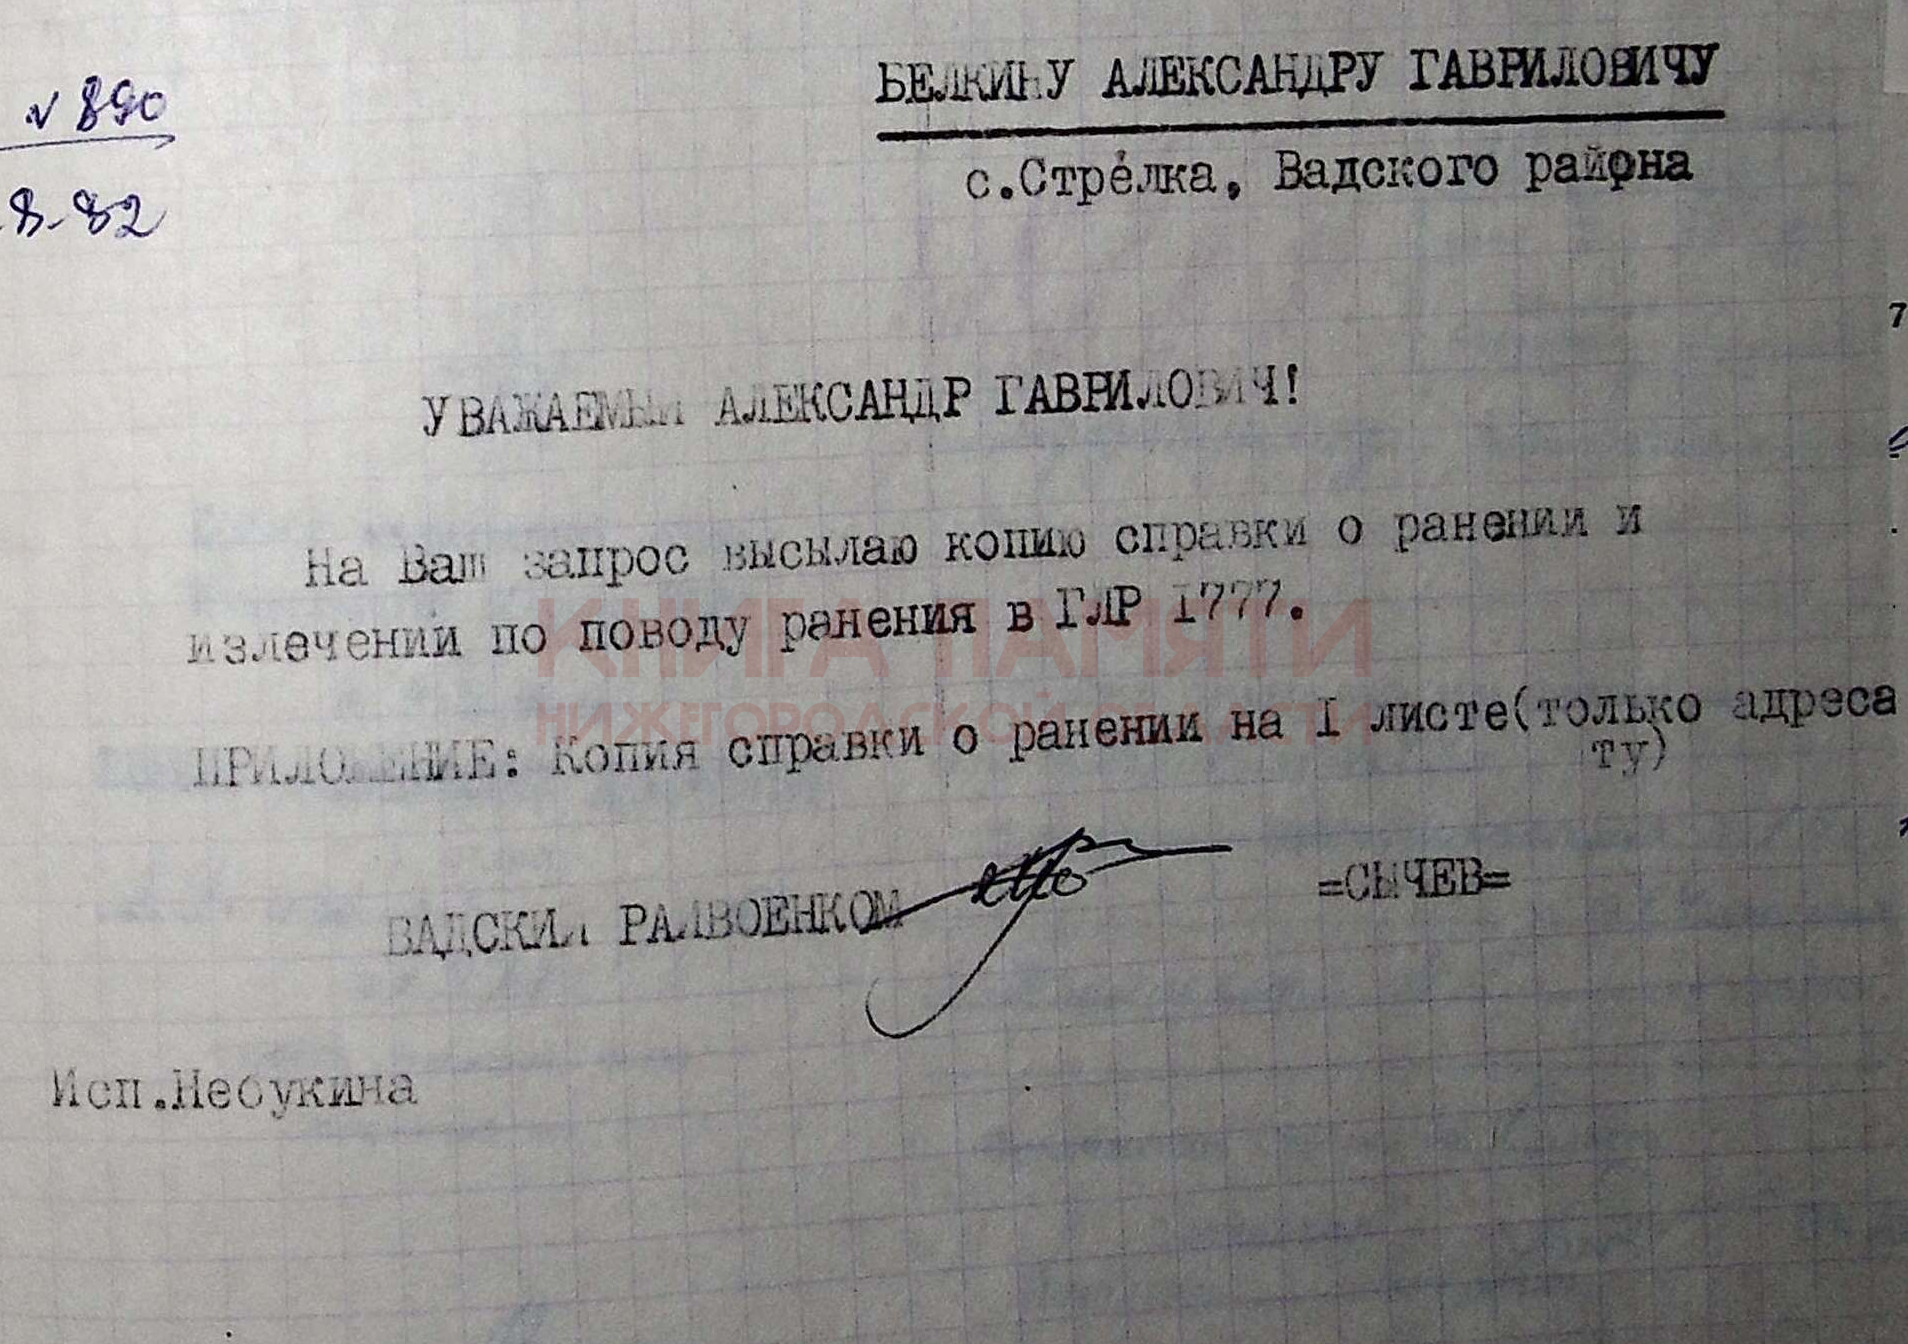 № 890
БЕЛКИНУ АЛЕКСАНДРУ ГАВРИЛОВИЧУ
8-82
с.Стрелка, Вадского района
УВАЖАЕМЫЙ АЛЕКСАНДР ГАВРИЛОВИЧ!
На Ваш запрос высылаю копию справки о ранении и
излечений по поводу ранения в ГЛР 1777.
КНИГА ПАМЯТИ
НИЖЕГОРОДСКОЙ ОБЛАСТИ
ПРИЛОЖЕНИЕ: Копия справки о ранении на I листе(только адреса
ту)
ВАДСКИЙ РАЙВОЕНКОМ =СЫЧЕВ=
Исп.Небукина